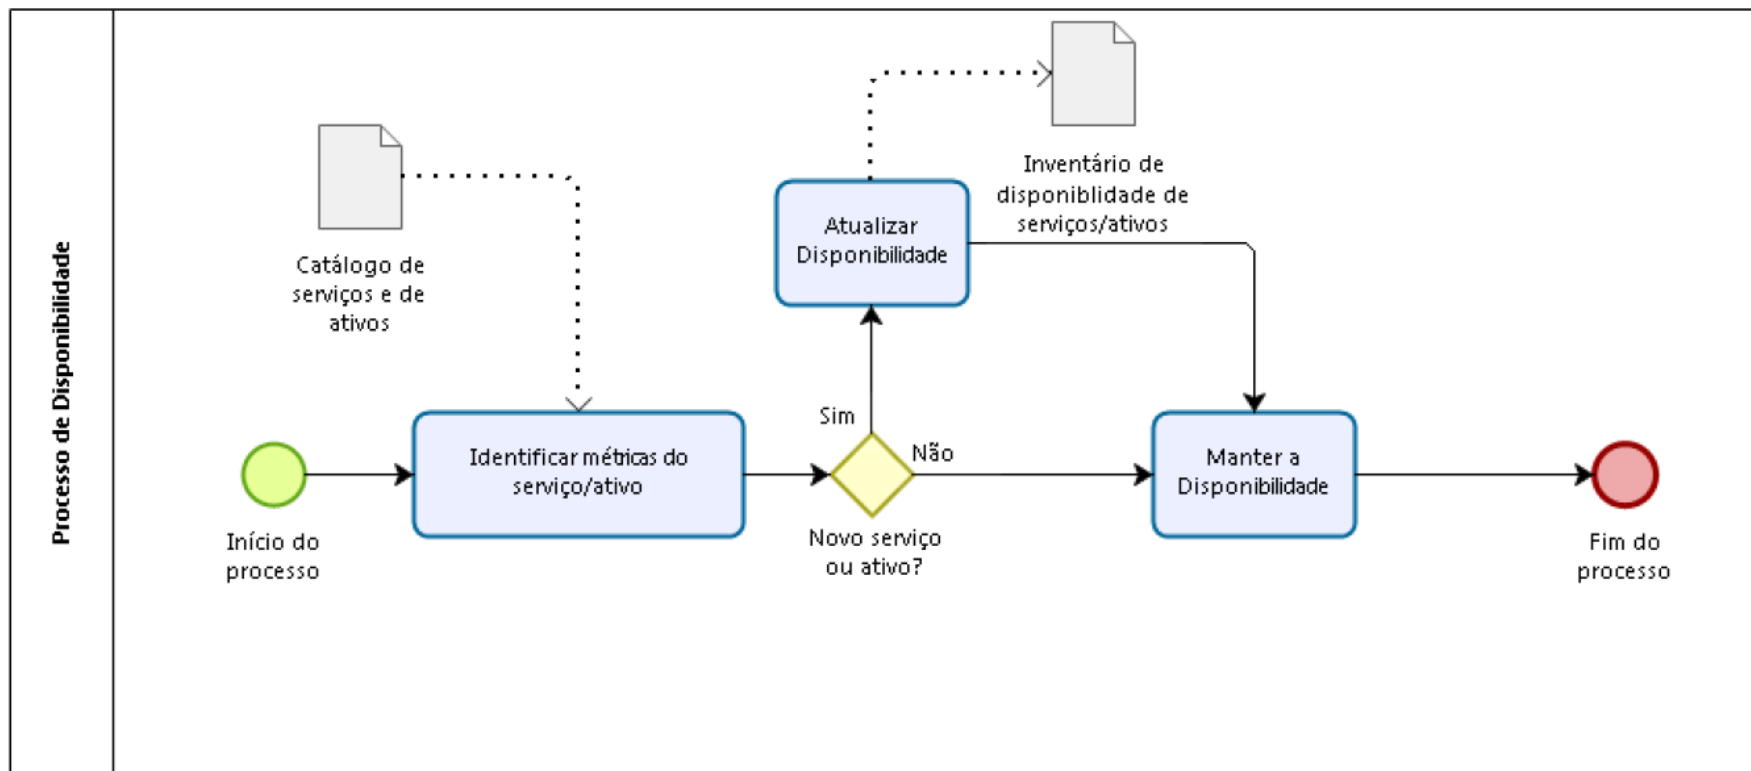 Processo de Disponibilidade
Catálogo de
serviços e de
ativos
Inventário de
disponiblidade de
serviços/ativos
Atualizar
Disponibilidade
Sim
Não
Início do
processo
Identificar métricas do
serviço/ativo
Novo serviço
ou ativo?
Manter a
Disponibilidade
Fim do
processo